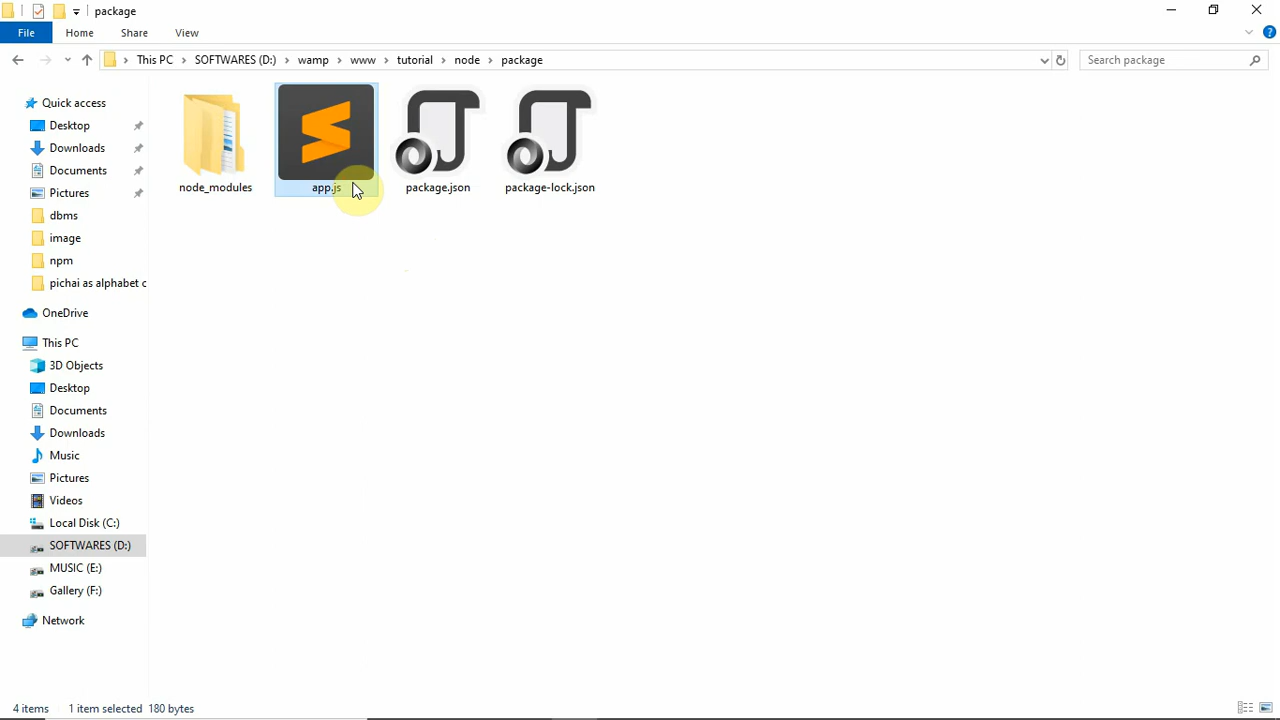 package
File Home Share View
This PC SOFTWARES (D:) wamp www tutorial node package
Search package
Quick access
Desktop
Downloads
Documents
Pictures
dbms
image
npm
pichai as alphabet c
OneDrive
This PC
3D Objects
Desktop
Documents
Downloads
Music
Pictures
Videos
Local Disk (C:)
SOFTWARES (D:)
MUSIC (E:)
Gallery (F:)
Network
node_modules app.js package.json package-lock.json
4 items 1 item selected 180 bytes